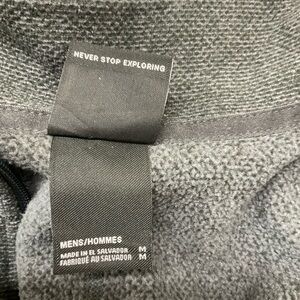 NEVER STOP EXPLORING
MENS/HOMMES
MADE IN EL SALVADOR M
FABRIQUÉ AU SALVADOR M